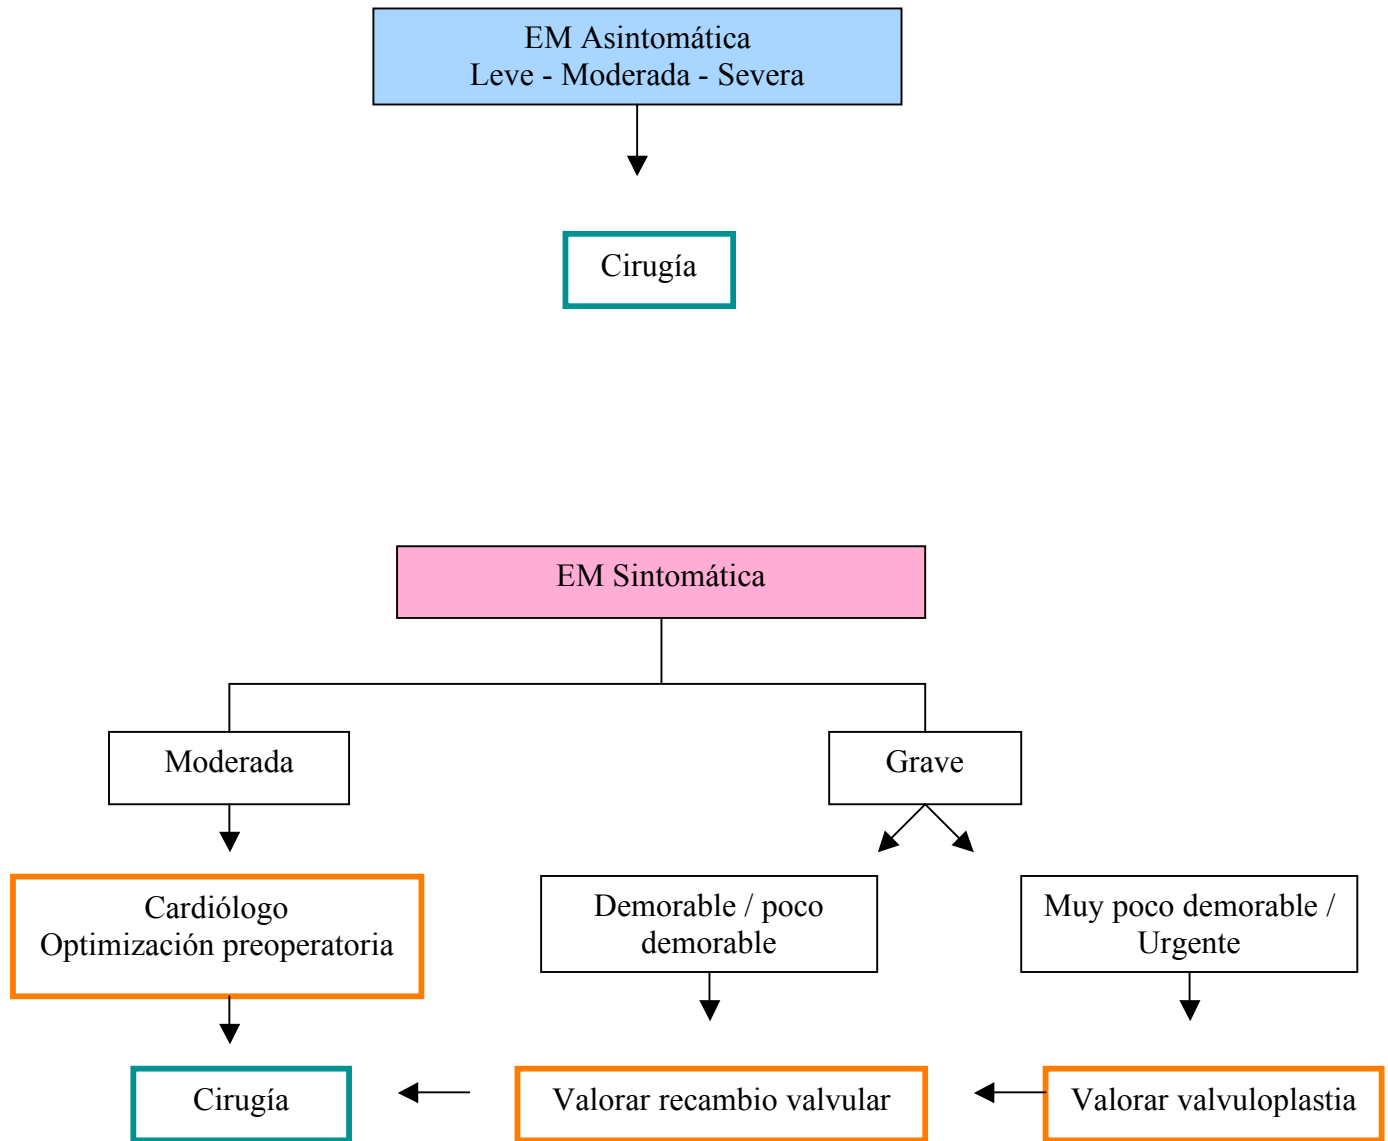 EM Asintomática
Leve - Moderada - Severa
Cirugía
EM Sintomática
Moderada
Grave
Cardiólogo
Optimización preoperatoria
Demorable / poco
demorable
Muy poco demorable /
Urgente
Cirugía
Valorar recambio valvular
Valorar valvuloplastia